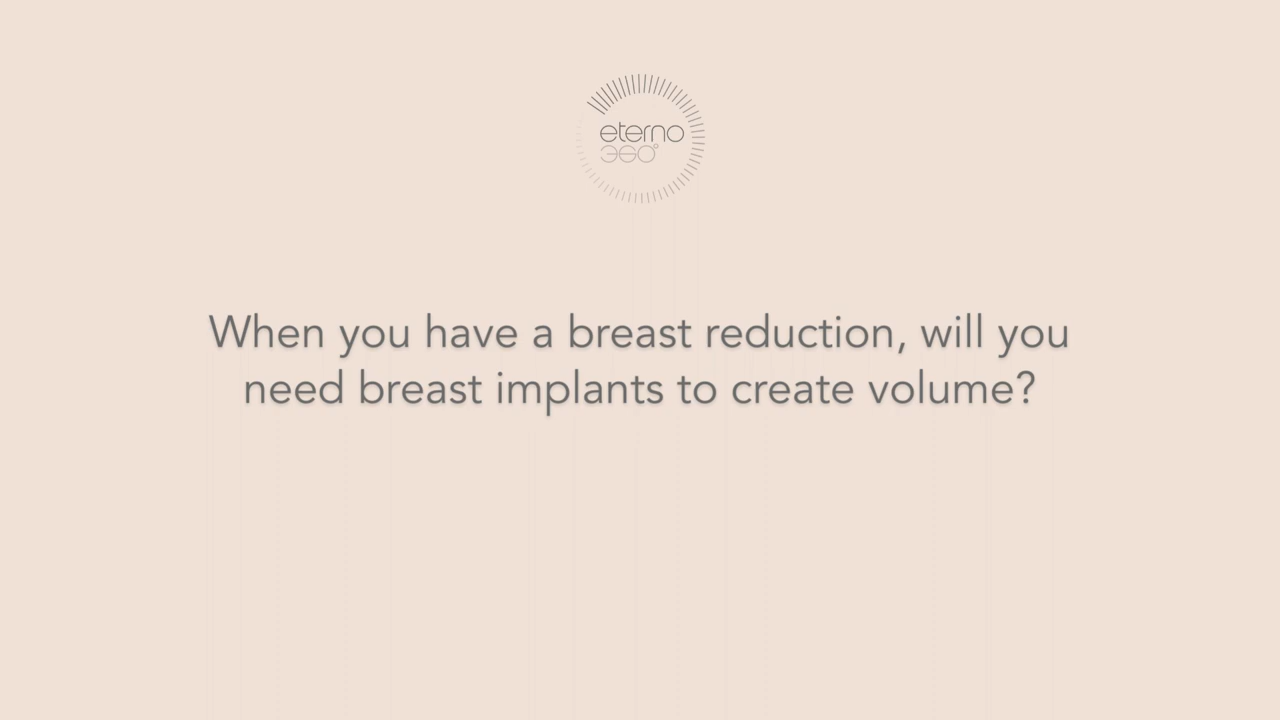 eterno
360°
When you have a breast reduction, will you
need breast implants to create volume?